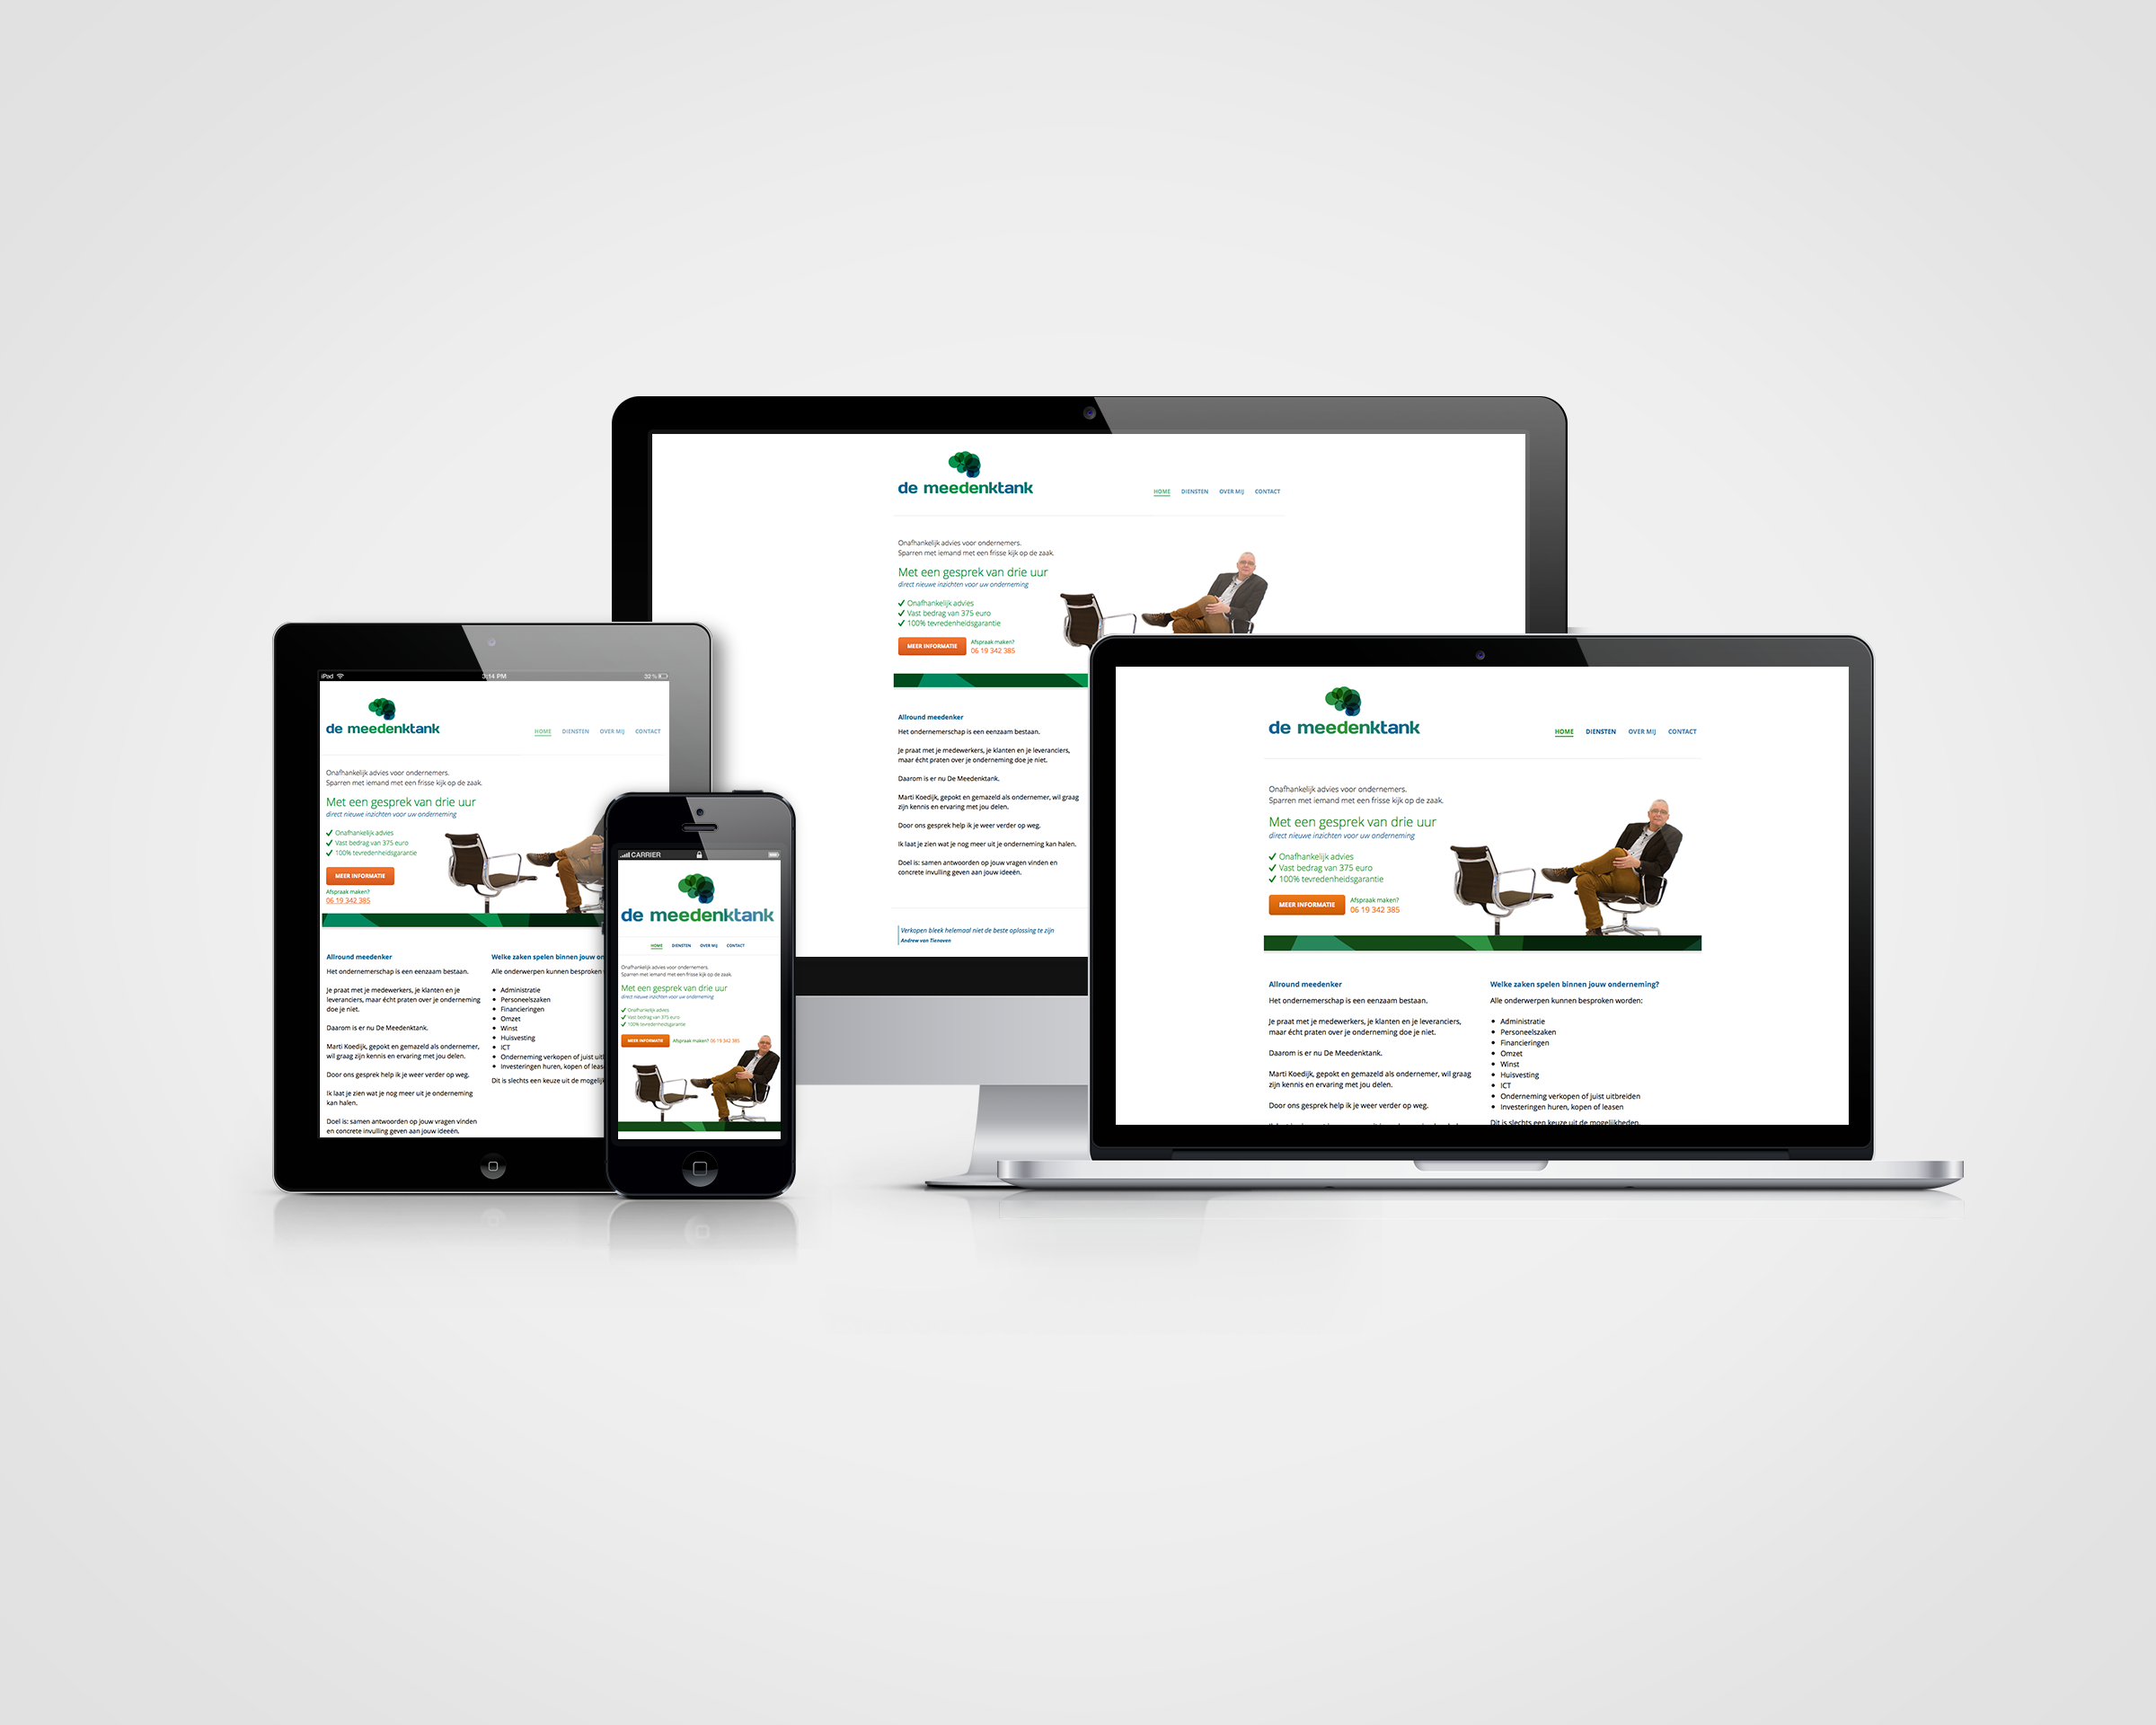 de meedenktank
HOME DIENSTEN OVER MIJ CONTACT
Onafhankelijk advies voor ondernemers.
Sparren met iemand met een frisse kijk op de zaak.
Met een gesprek van drie uur
direct nieuwe inzichten voor uw onderneming
Onafhankelijk advies
Vast bedrag van 375 euro
100% tevredenheidsgarantie
MEER INFORMATIE
Afspraak maken?
06 19 342 385
Allround meedenker
Het ondernemerschap is een eenzaam bestaan.
Je praat met je medewerkers, je klanten en je leveranciers,
maar écht praten over je onderneming doe je niet.
Daarom is er nu De Meedenktank.
Marti Koedijk, gepokt en gemazeld als ondernemer, wil graag
zijn kennis en ervaring met jou delen.
Door ons gesprek help ik je weer verder op weg.
Ik laat je zien wat je nog meer uit je onderneming kan halen.
Doel is: samen antwoorden op jouw vragen vinden en
concrete invulling geven aan jouw ideeën.
Verkopen bleek helemaal niet de beste oplossing te zijn
Andrew van Tienoven
iPad 3:14 PM 32%
de meedenktank
HOME DIENSTEN OVER MIJ CONTACT
Onafhankelijk advies voor ondernemers.
Sparren met iemand met een frisse kijk op de zaak.
Met een gesprek van drie uur
direct nieuwe inzichten voor uw onderneming
Onafhankelijk advies
Vast bedrag van 375 euro
100% tevredenheidsgarantie
MEER INFORMATIE
Afspraak maken?
06 19 342 385
Allround meedenker
Het ondernemerschap is een eenzaam bestaan.
Je praat met je medewerkers, je klanten en je
leveranciers, maar écht praten over je onderneming
doe je niet.
Daarom is er nu De Meedenktank.
Marti Koedijk, gepokt en gemazeld als ondernemer,
wil graag zijn kennis en ervaring met jou delen.
Door ons gesprek help ik je weer verder op weg.
Ik laat je zien wat je nog meer uit je onderneming
kan halen.
Doel is: samen antwoorden op jouw vragen vinden
en concrete invulling geven aan jouw ideeën.
Welke zaken spelen binnen jouw on
Alle onderwerpen kunnen besproken
Administratie
Personeelszaken
Financieringen
Omzet
Winst
Huisvesting
ICT
Onderneming verkopen of juist uitb
Investeringen huren, kopen of leas
Dit is slechts een keuze uit de mogelijk
CARRIER
de meedenktank
HOME DIENSTEN OVER MIJ CONTACT
Onafhankelijk advies voor ondernemers.
Sparren met iemand met een frisse kijk op de zaak.
Met een gesprek van drie uur
direct nieuwe inzichten voor uw onderneming
Onafhankelijk advies
Vast bedrag van 375 euro
100% tevredenheidsgarantie
MEER INFORMATIE Afspraak maken? 06 19 342 385
de meedenktank
HOME DIENSTEN OVER MIJ CONTACT
Onafhankelijk advies voor ondernemers.
Sparren met iemand met een frisse kijk op de zaak.
Met een gesprek van drie uur
direct nieuwe inzichten voor uw onderneming
Onafhankelijk advies
Vast bedrag van 375 euro
100% tevredenheidsgarantie
MEER INFORMATIE
Afspraak maken?
06 19 342 385
Allround meedenker
Het ondernemerschap is een eenzaam bestaan.
Je praat met je medewerkers, je klanten en je leveranciers,
maar écht praten over je onderneming doe je niet.
Daarom is er nu De Meedenktank.
Marti Koedijk, gepokt en gemazeld als ondernemer, wil graag
zijn kennis en ervaring met jou delen.
Door ons gesprek help ik je weer verder op weg.
Welke zaken spelen binnen jouw onderneming?
Alle onderwerpen kunnen besproken worden:
Administratie
Personeelszaken
Financieringen
Omzet
Winst
Huisvesting
ICT
Onderneming verkopen of juist uitbreiden
Investeringen huren, kopen of leasen
Dit is slechts een keuze uit de mogelijkheden.